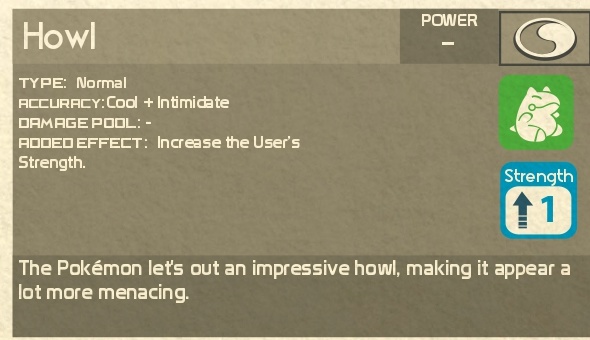 Howl
POWER
–
TYPE: Normal
ACCURACY: Cool + Intimidate
DAMAGE POOL: -
ADDED EFFECT: Increase the User's
Strength.
Strength
1
The Pokémon let's out an impressive howl, making it appear a
lot more menacing.